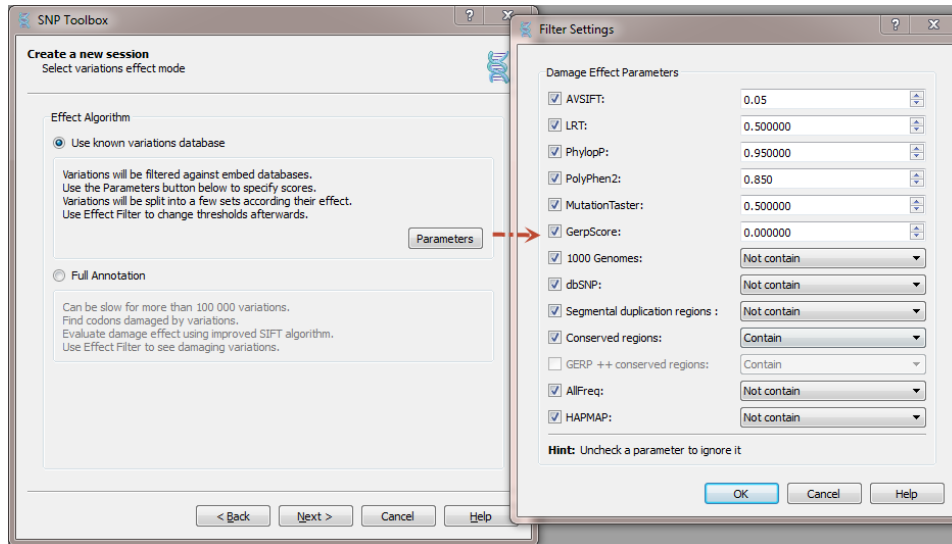 SNP Toolbox
Create a new session
Select variations effect mode
Effect Algorithm
Use known variations database
Variations will be filtered against embed databases.
Use the Parameters button below to specify scores.
Variations will be split into a few sets according their effect.
Use Effect Filter to change thresholds afterwards.
Parameters
Full Annotation
Can be slow for more than 100 000 variations.
Find codons damaged by variations.
Evaluate damage effect using improved SIFT algorithm.
Use Effect Filter to see damaging variations.
< Back Next > Cancel Help
Filter Settings
Damage Effect Parameters
AVSIFT: 0.05
LRT: 0.500000
PhylopP: 0.950000
PolyPhen2: 0.850
MutationTaster: 0.500000
GerpScore: 0.000000
1000 Genomes: Not contain
dbSNP: Not contain
Segmental duplication regions : Not contain
Conserved regions: Contain
GERP ++ conserved regions: Contain
AllFreq: Not contain
HAPMAP: Not contain
Hint: Uncheck a parameter to ignore it
OK Cancel Help